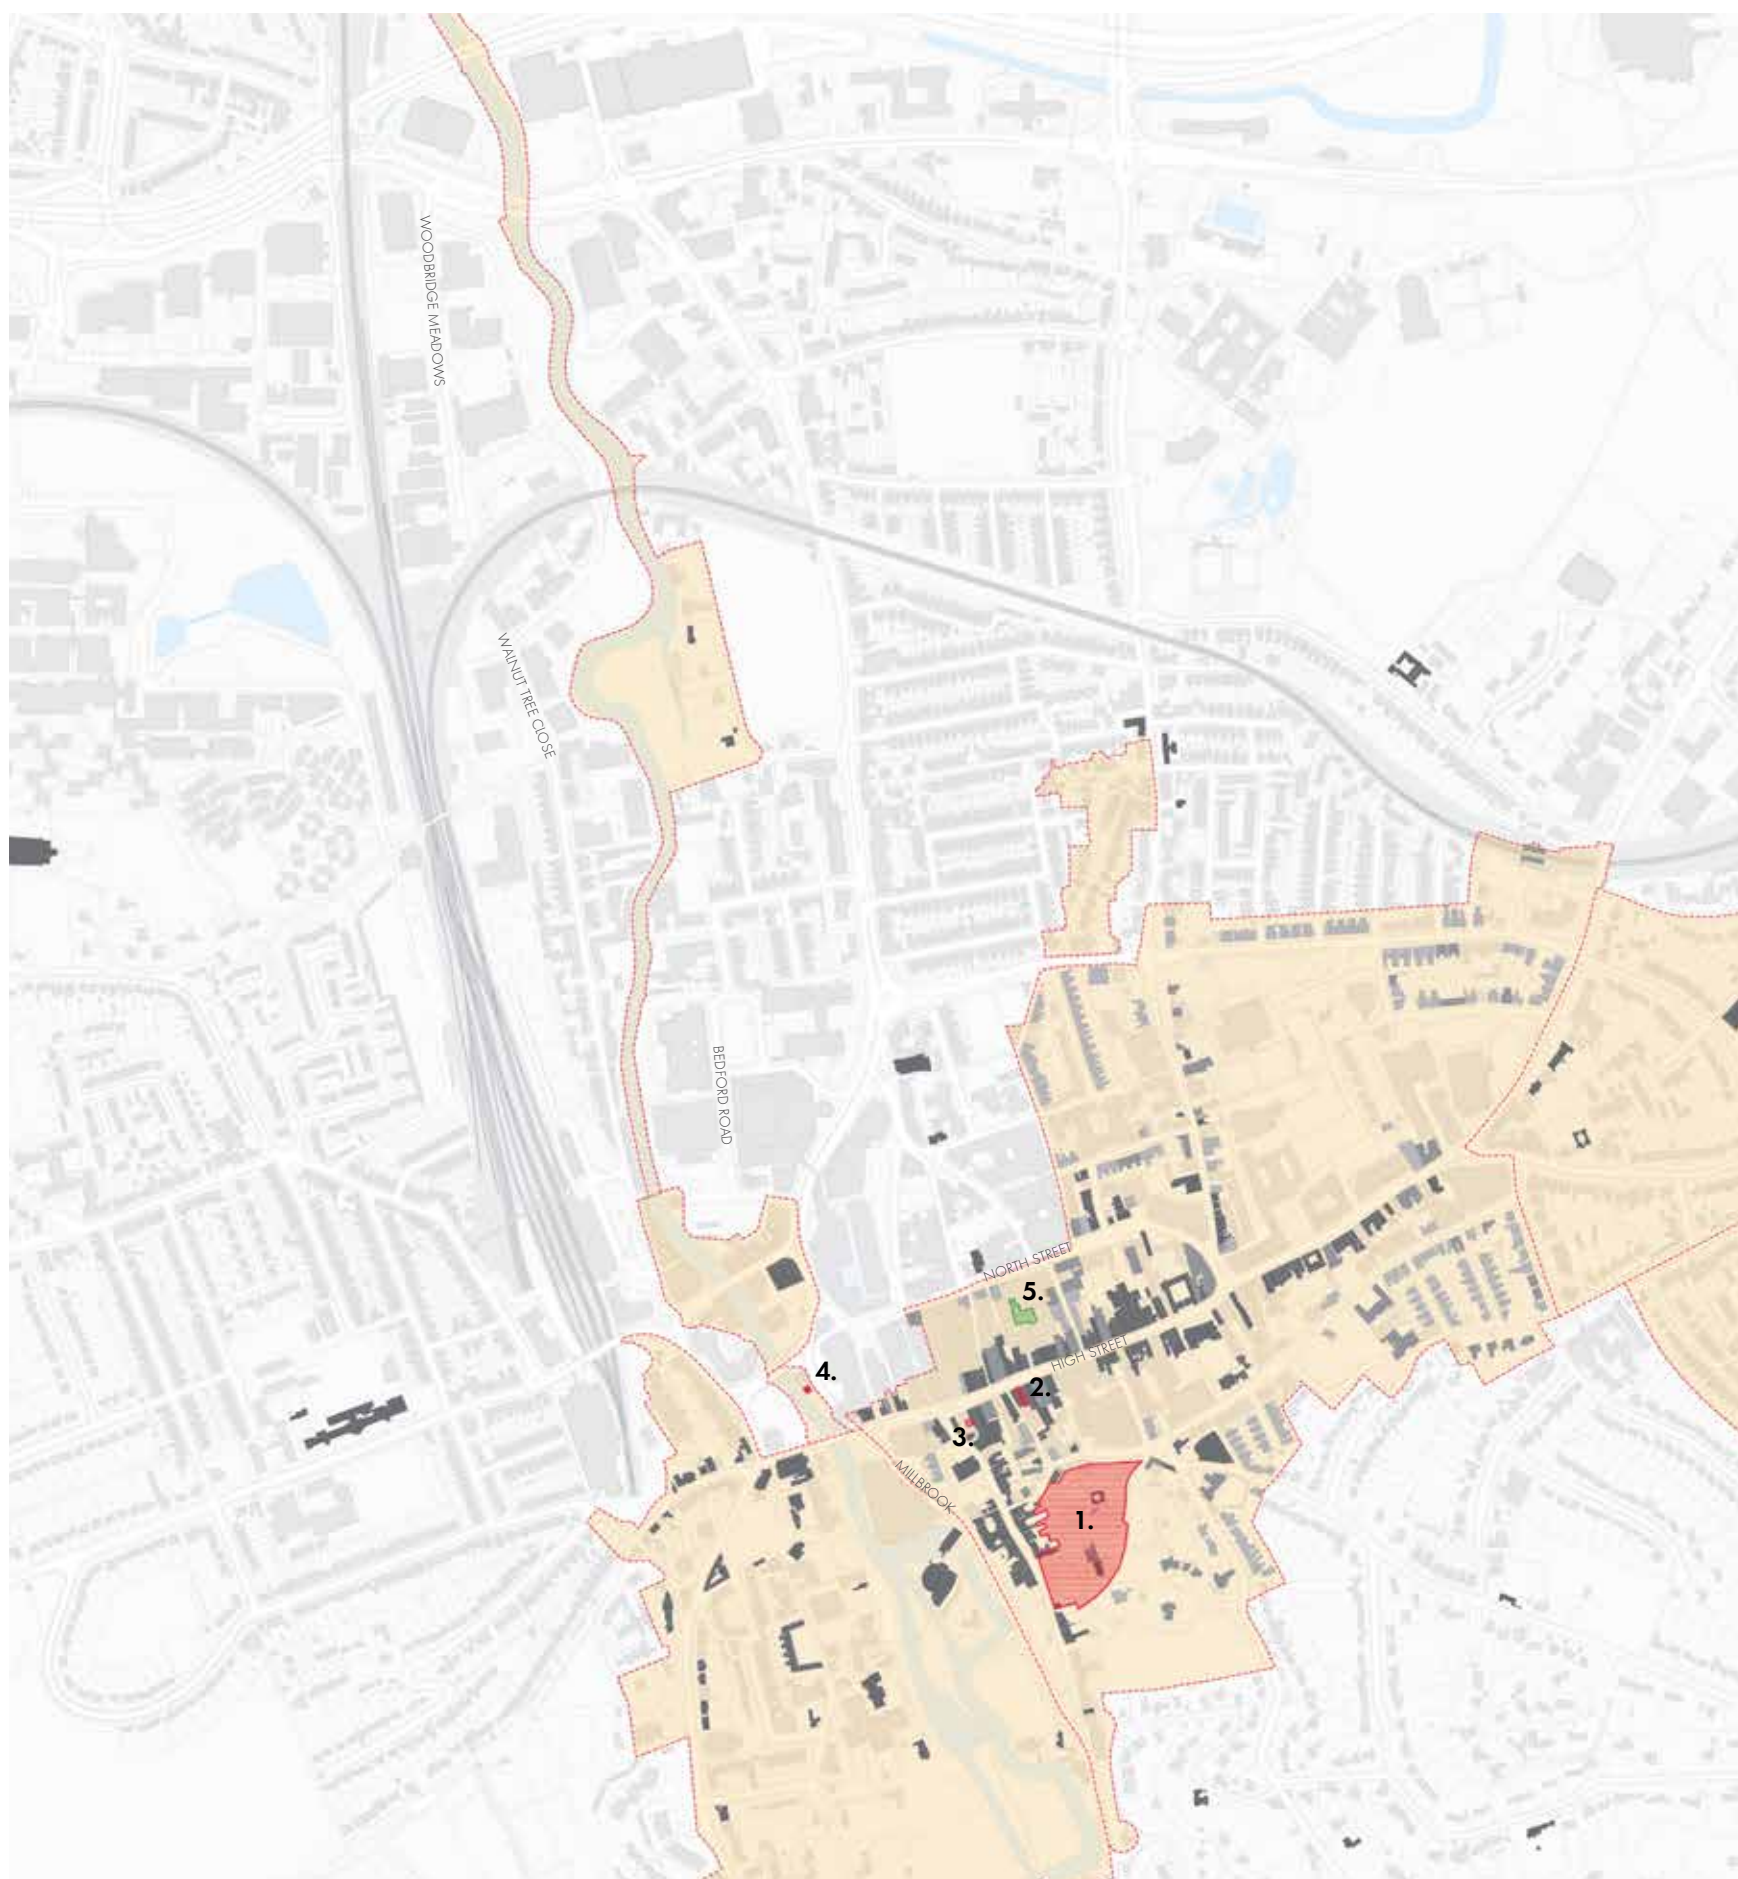 WOODBRIDGE MEADOWS
WALNUT TREE CLOSE
BEDFORD ROAD
NORTH STREET
5.
HIGH STREET
4.
2.
3.
MILLBROOK
1.